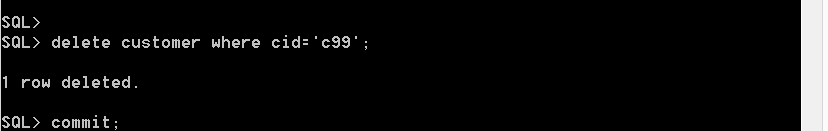 SQL>
SQL> delete customer where cid='c99';
1 row deleted.
SQL> commit;